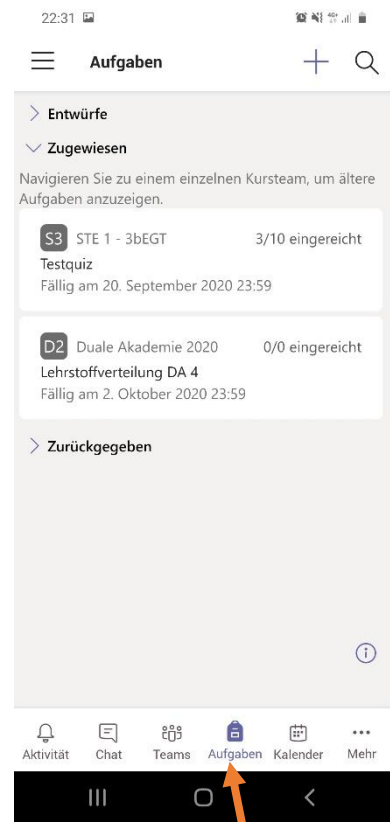 22:31
Aufgaben
Entwürfe
Zugewiesen
Navigieren Sie zu einem einzelnen Kursteam, um ältere
Aufgaben anzuzeigen.
S3 STE 1 - 3bEGT 3/10 eingereicht
Testquiz
Fällig am 20. September 2020 23:59
D2 Duale Akademie 2020 0/0 eingereicht
Lehrstoffverteilung DA 4
Fällig am 2. Oktober 2020 23:59
Zurückgegeben
Aktivität Chat Teams Aufgaben Kalender Mehr